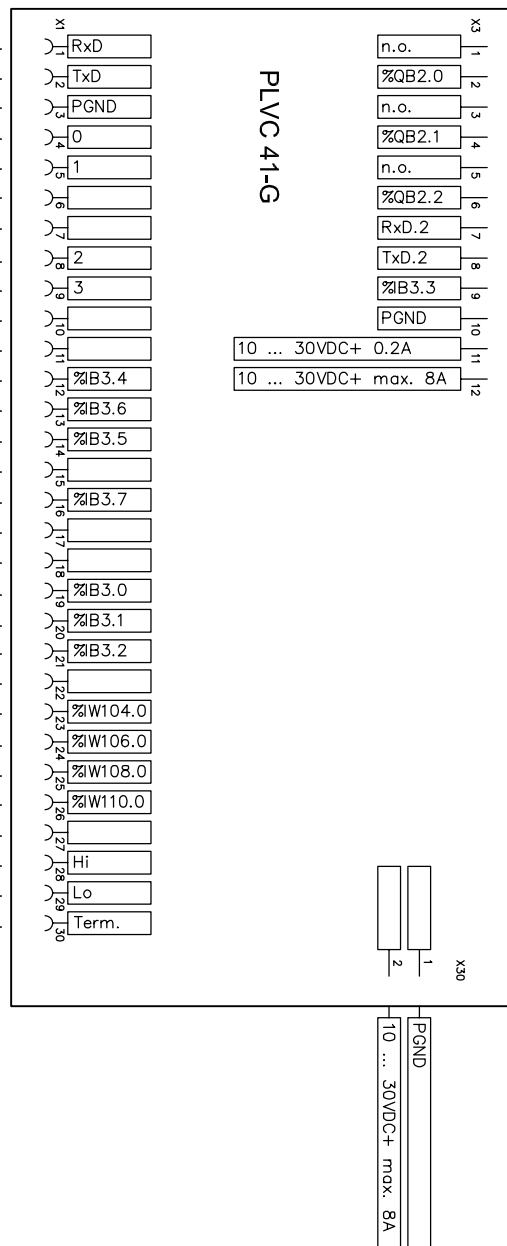 X1
1 RxD
2 TxD
3 PGND
4 0
5 1
6
7
8 2
9 3
10
11
12 %IB3.4
13 %IB3.6
14 %IB3.5
15
16 %IB3.7
17
18
19 %IB3.0
20 %IB3.1
21 %IB3.2
22
23 %IW104.0
24 %IW106.0
25 %IW108.0
26 %IW110.0
27
28 Hi
29 Lo
30 Term.
PLVC 41-G
X3
n.o. 1
%QB2.0 2
n.o. 3
%QB2.1 4
n.o. 5
%QB2.2 6
RxD.2 7
TxD.2 8
%IB3.3 9
PGND 10
10 ... 30VDC+ 0.2A 11
10 ... 30VDC+ max. 8A 12
X30
1
2
PGND
10 ... 30VDC+ max. 8A